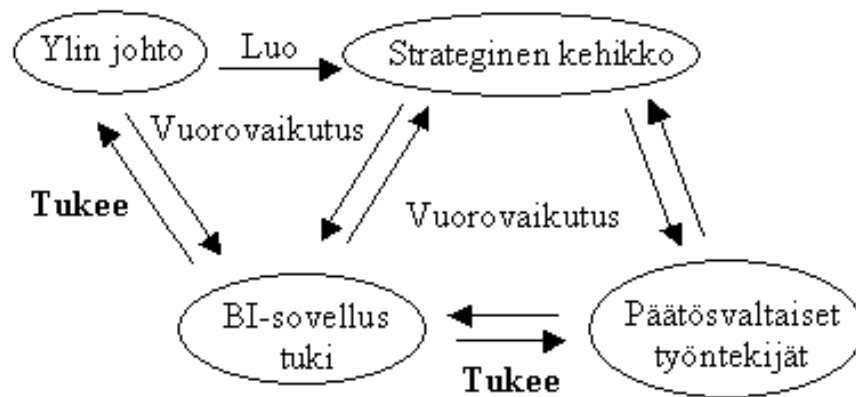 Ylin johto
Luo
Strateginen kehikko
Vuorovaikutus
Tukee
Vuorovaikutus
BI-sovellus
tuki
Päätösvaltaiset
työntekijät
Tukee